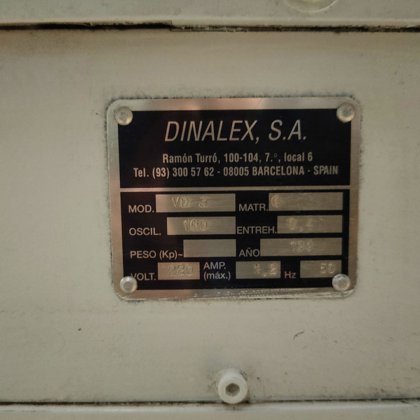 DINALEX, S.A.
Ramón Turró, 100-104, 7.º, local 6
Tel. (93) 300 57 62 - 08005 BARCELONA - SPAIN
MOD. MATR.
OSCIL. ENTREH.
PESO (Kp)~ AÑO
VOLT. AMP. (máx.) Hz 50